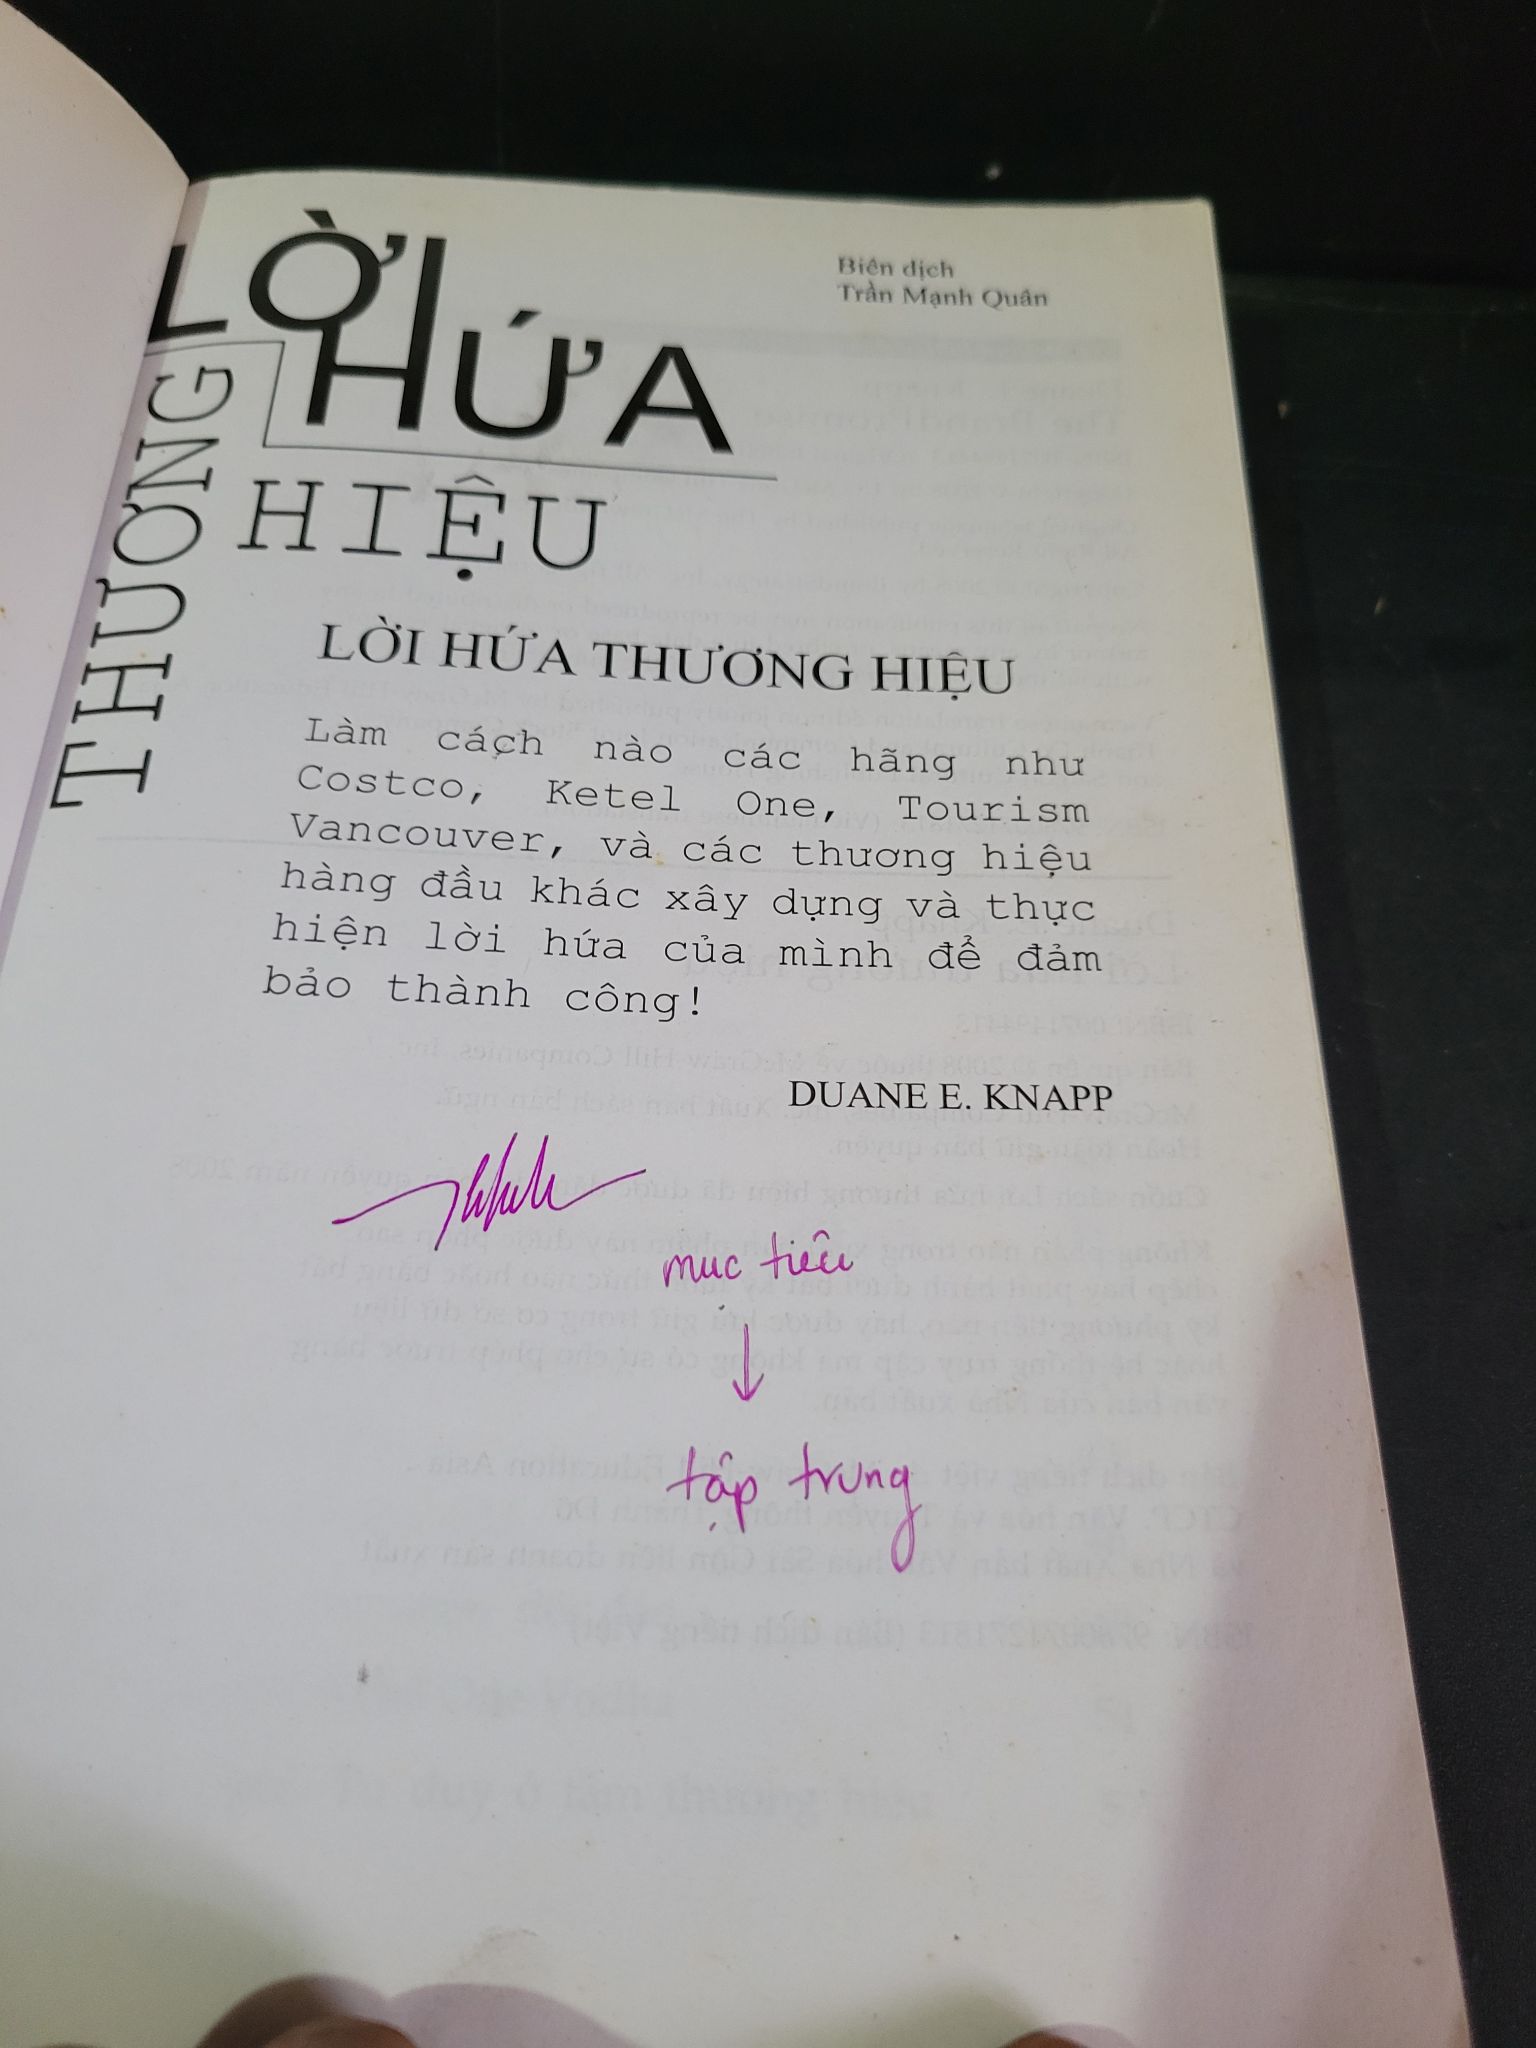 LỜI
HỨA
THƯƠNG
HIỆU
Biên dịch
Trần Mạnh Quân
LỜI HỨA THƯƠNG HIỆU
Làm cách nào các hãng như
Costco, Ketel One, Tourism
Vancouver, và các thương hiệu
hàng đầu khác xây dựng và thực
hiện lời hứa của mình để đảm
bảo thành công!
DUANE E. KNAPP
mục tiêu
↓
tập trung